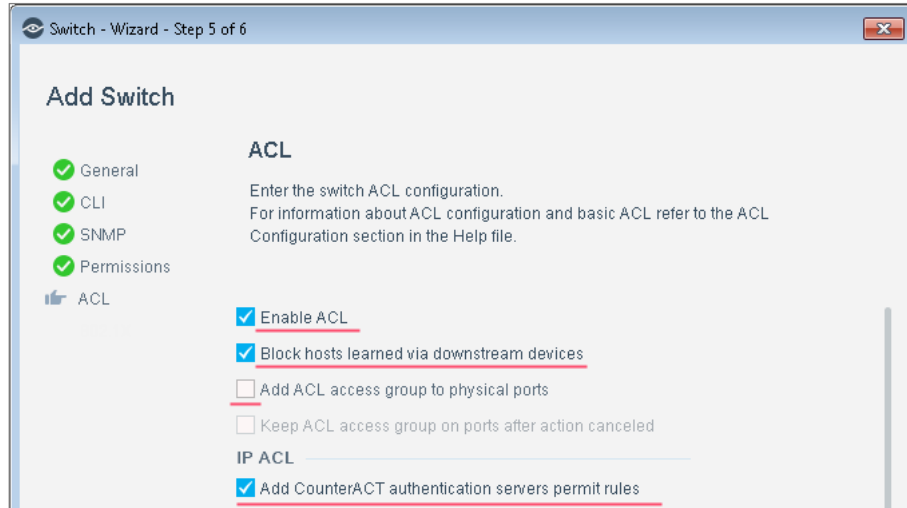 Switch - Wizard - Step 5 of 6
Add Switch
General
CLI
SNMP
Permissions
ACL
ACL
Enter the switch ACL configuration.
For information about ACL configuration and basic ACL refer to the ACL
Configuration section in the Help file.
Enable ACL
Block hosts learned via downstream devices
Add ACL access group to physical ports
Keep ACL access group on ports after action canceled
IP ACL
Add CounterACT authentication servers permit rules